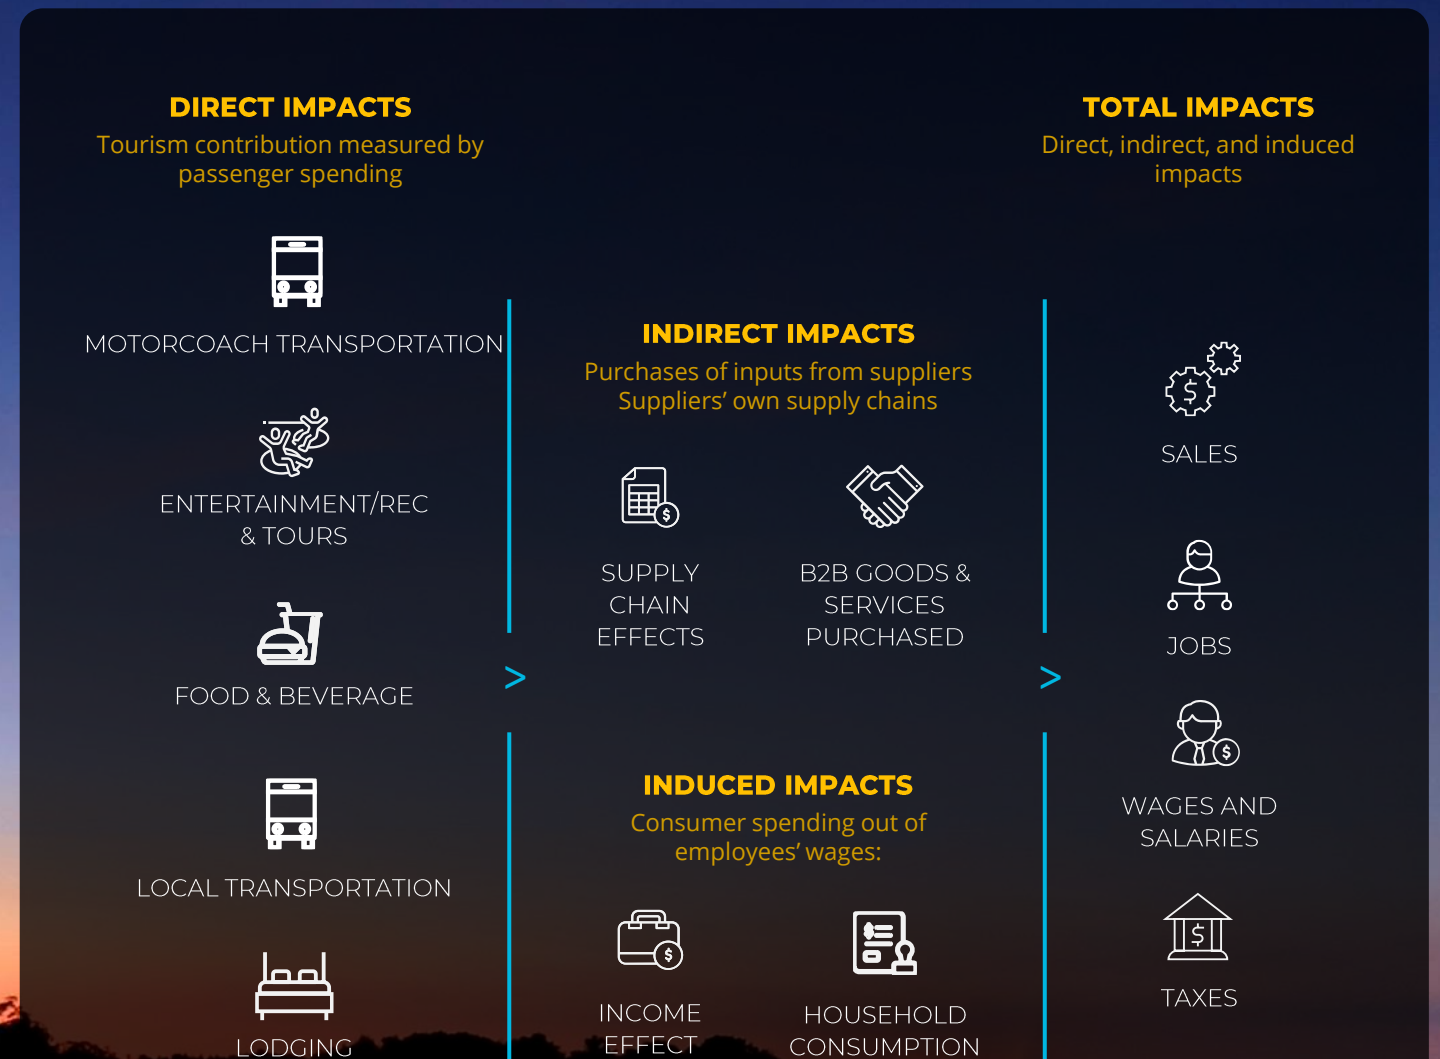 DIRECT IMPACTS
Tourism contribution measured by
passenger spending
MOTORCOACH TRANSPORTATION
ENTERTAINMENT/REC
& TOURS
FOOD & BEVERAGE
LOCAL TRANSPORTATION
LODGING
>
INDIRECT IMPACTS
Purchases of inputs from suppliers
Suppliers’ own supply chains
$
SUPPLY
CHAIN
EFFECTS
B2B GOODS &
SERVICES
PURCHASED
INDUCED IMPACTS
Consumer spending out of
employees’ wages:
$
INCOME
EFFECT
HOUSEHOLD
CONSUMPTION
>
TOTAL IMPACTS
Direct, indirect, and induced
impacts
$
SALES
JOBS
$
WAGES AND
SALARIES
$
TAXES